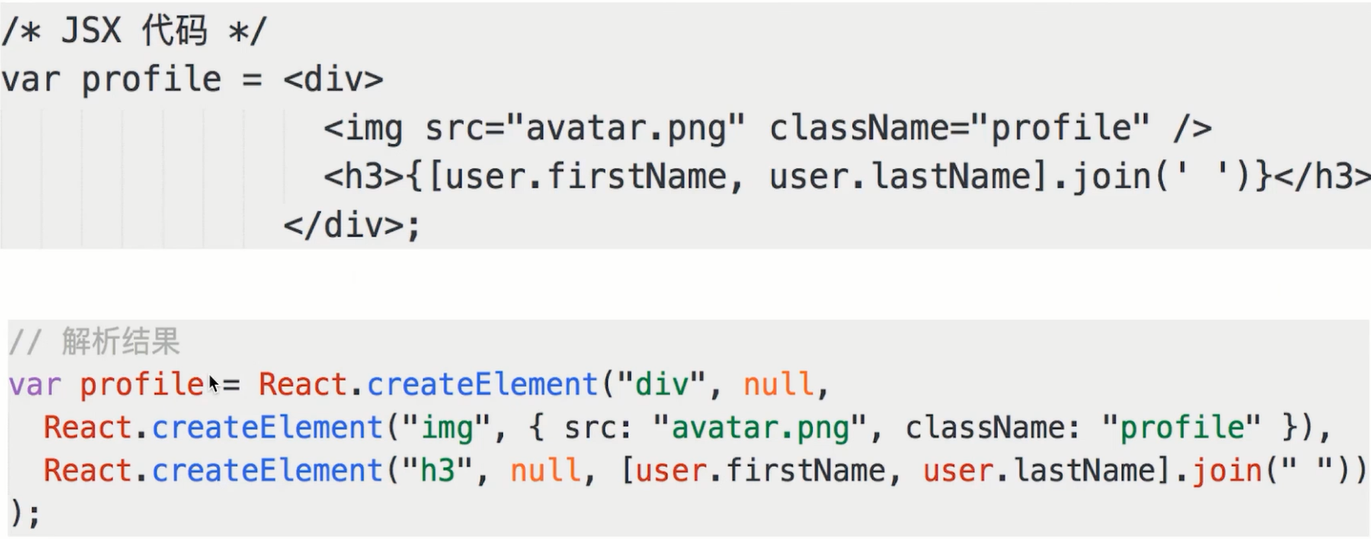 /* JSX 代码 */
var profile = <div>
<img src="avatar.png" className="profile" />
<h3>{[user.firstName, user.lastName].join(' ')}</h3>
</div>;
// 解析结果
var profile = React.createElement("div", null,
React.createElement("img", { src: "avatar.png", className: "profile" }),
React.createElement("h3", null, [user.firstName, user.lastName].join(" "))
);